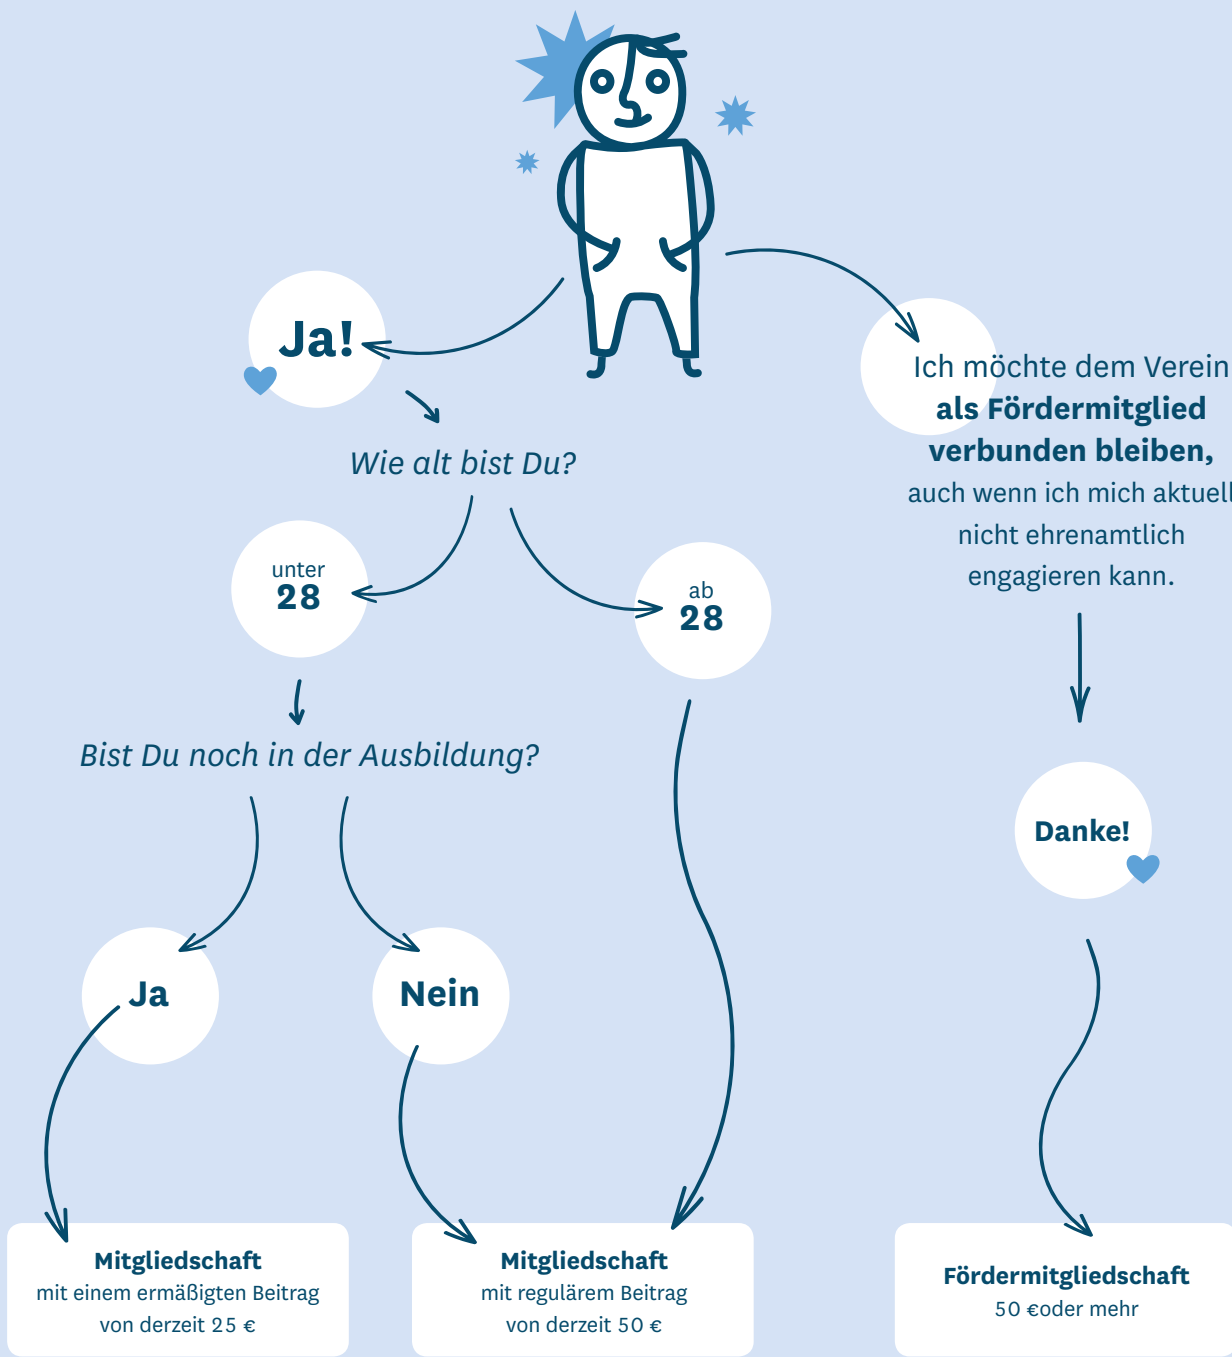 Ja!
Ich möchte dem Verein
als Fördermitglied
verbunden bleiben,
auch wenn ich mich aktuell
nicht ehrenamtlich
engagieren kann.
Wie alt bist Du?
unter
28
ab
28
Bist Du noch in der Ausbildung?
Danke!
Ja
Nein
Mitgliedschaft
mit einem ermäßigten Beitrag
von derzeit 25 €
Mitgliedschaft
mit regulärem Beitrag
von derzeit 50 €
Fördermitgliedschaft
50 €oder mehr